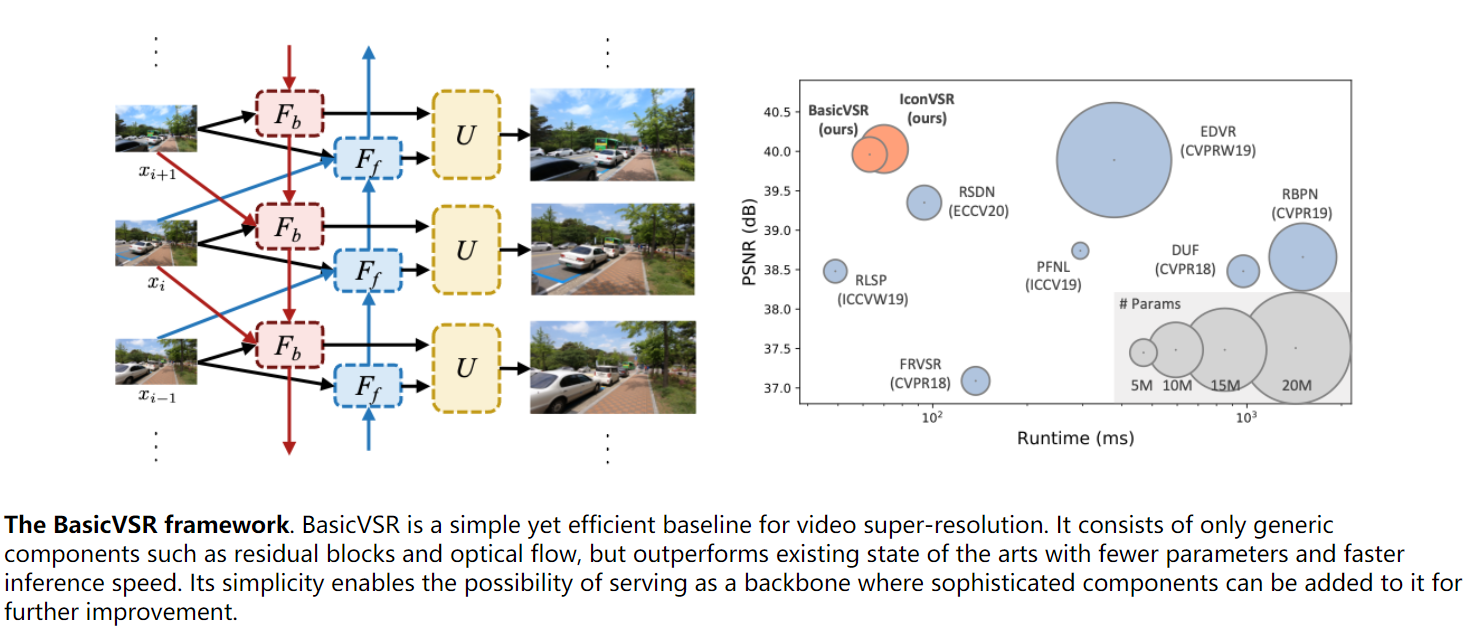 F_b
U
F_f
x_{i+1}
F_b
U
F_f
x_i
F_b
U
F_f
x_{i−1}
PSNR (dB)
40.5
40.0
39.5
39.0
38.5
38.0
37.5
37.0
BasicVSR
(ours)
IconVSR
(ours)
EDVR
(CVPRW19)
RSDN
(ECCV20)
RBPN
(CVPR19)
DUF
(CVPR18)
PFNL
(ICCV19)
RLSP
(ICCVW19)
FRVSR
(CVPR18)
# Params
5M 10M 15M 20M
10² 10³
Runtime (ms)
The BasicVSR framework. BasicVSR is a simple yet efficient baseline for video super-resolution. It consists of only generic
components such as residual blocks and optical flow, but outperforms existing state of the arts with fewer parameters and faster
inference speed. Its simplicity enables the possibility of serving as a backbone where sophisticated components can be added to it for
further improvement.